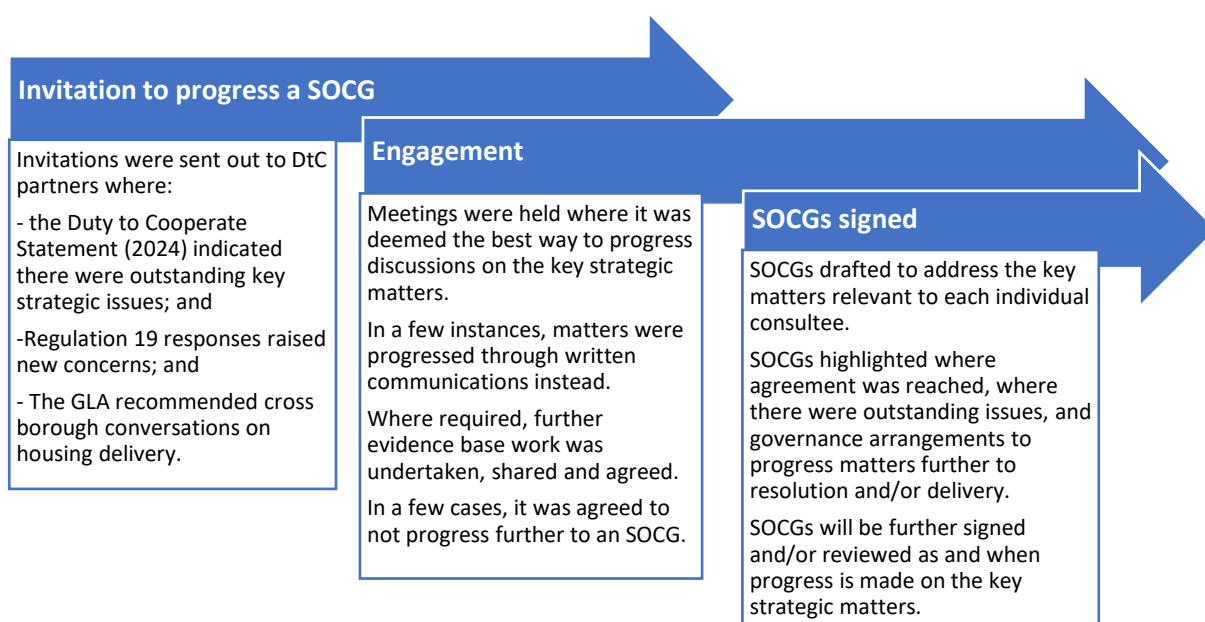 Invitation to progress a SOCG
Invitations were sent out to DtC
partners where:
- the Duty to Cooperate
Statement (2024) indicated
there were outstanding key
strategic issues; and
-Regulation 19 responses raised
new concerns; and
- The GLA recommended cross
borough conversations on
housing delivery.
Engagement
Meetings were held where it was
deemed the best way to progress
discussions on the key strategic
matters.
In a few instances, matters were
progressed through written
communications instead.
Where required, further
evidence base work was
undertaken, shared and agreed.
In a few cases, it was agreed to
not progress further to an SOCG.
SOCGs signed
SOCGs drafted to address the key
matters relevant to each individual
consultee.
SOCGs highlighted where
agreement was reached, where
there were outstanding issues, and
governance arrangements to
progress matters further to
resolution and/or delivery.
SOCGs will be further signed
and/or reviewed as and when
progress is made on the key
strategic matters.